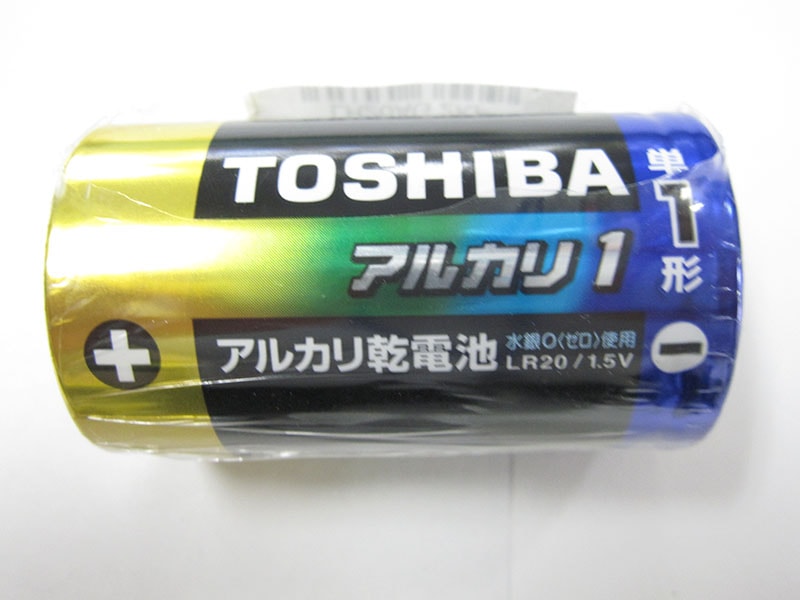 TOSHIBA
アルカリ1
単1形
アルカリ乾電池
水銀0〈ゼロ〉使用
LR20/1.5V